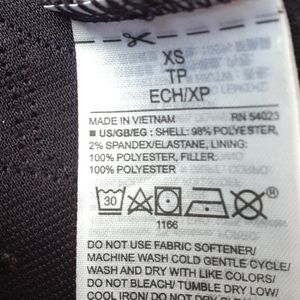 XS
TP
ECH/XP
MADE IN VIETNAM RN 54023
■ US/GB/EG : SHELL: 98% POLYESTER,
2% SPANDEX/ELASTANE, LINING:
100% POLYESTER, FILLER:
100% POLYESTER
30
1166
®
DO NOT USE FABRIC SOFTENER/
MACHINE WASH COLD GENTLE CYCLE/
WASH AND DRY WITH LIKE COLORS/
DO NOT BLEACH/ TUMBLE DRY LOW/
COOL IRON/ DO NOT DRY